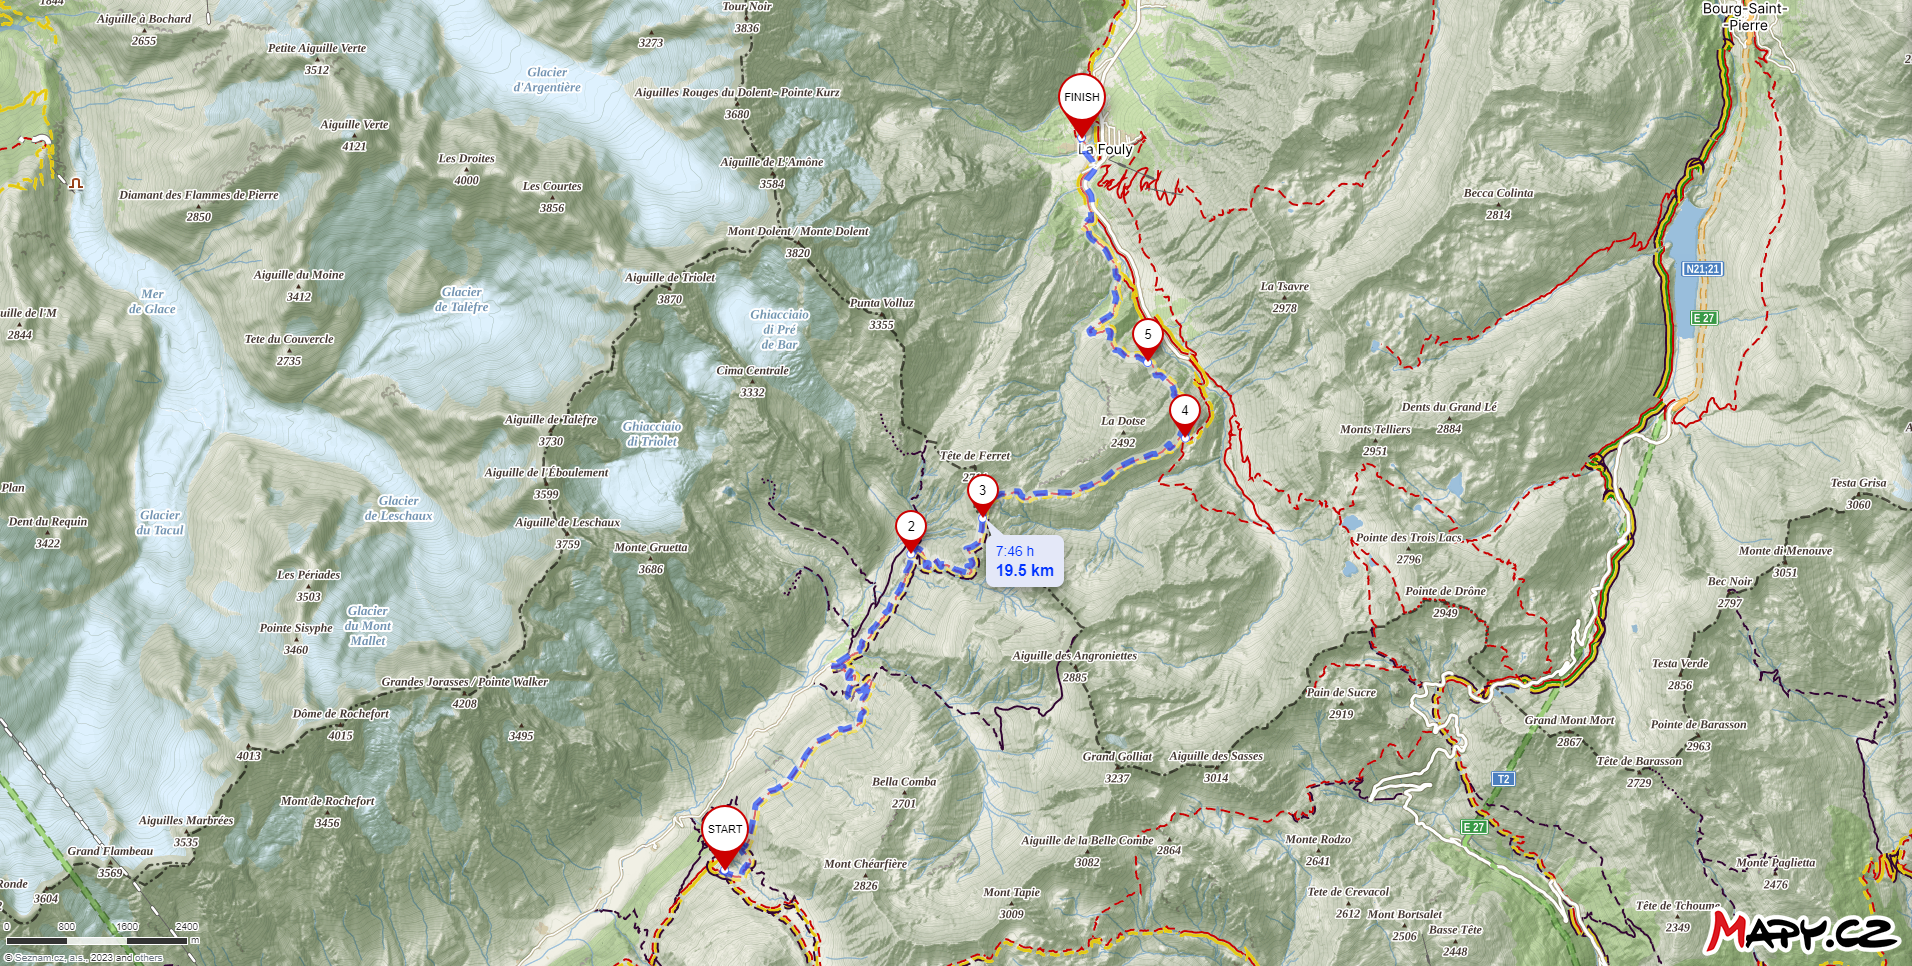 1844
Aiguille à Bochard
2655
Tour Noir
3836
Bourg-Saint-
-Pierre
Petite Aiguille Verte
3512
3273
Glacier
d'Argentière
Aiguilles Rouges du Dolent - Pointe Kurz
3680
FINISH
Aiguille Verte
4121
La Fouly
Les Droites
4000
Aiguille de L'Amône
3584
Les Courtes
3856
Diamant des Flammes de Pierre
2850
Becca Colinta
2814
Mont Dolent / Monte Dolent
3820
Aiguille du Moine
3412
Aiguille de Triolet
3870
N21;21
Mer
de Glace
Glacier
de Talèfre
La Tsavre
2978
Punta Volluz
3355
uille de l'M
2844
Ghiacciaio
di Pré
de Bar
E 27
Tete du Couvercle
2735
5
Cima Centrale
3332
Aiguille de Talèfre
3730
4
La Dotse
2492
Dents du Grand Lé
2884
Ghiacciaio
di Triolet
Monts Telliers
2951
Tête de Ferret
Aiguille de l'Éboulement
3599
Plan
3
Testa Grisa
3060
Glacier
de Leschaux
Glacier
du Tacul
Dent du Requin
3422
Aiguille de Leschaux
3759
2
Monte Gruetta
3686
7:46 h
19.5 km
Pointe des Trois Lacs
2796
Monte di Menouve
3051
Les Périades
3503
Bec Noir
2797
Pointe de Drône
2949
Glacier
du Mont
Mallet
Pointe Sisyphe
3460
Aiguille des Angroniettes
2885
Testa Verde
2856
Grandes Jorasses / Pointe Walker
4208
Pain de Sucre
2919
Dôme de Rochefort
4015
Grand Mont Mort
2867
Pointe de Barasson
2963
3495
4013
Grand Golliat
3237
Aiguille des Sasses
3014
Tête de Barasson
2729
T2
Bella Comba
2701
Mont de Rochefort
3456
Aiguilles Marbrées
3535
START
E 27
Aiguille de la Belle Combe
3082
2864
Monte Rodzo
2641
Grand Flambeau
3569
Mont Chéarfière
2826
Monte Paglietta
2476
Ronde
3604
Mont Tapie
3009
Tete de Crevacol
2612
Mont Bortsalet
2506
Tête de Tchoume
2349
Basse Tête
2448
0 800 1600 2400
m
Mapy.cz
© Seznam.cz, a.s., 2023 and others